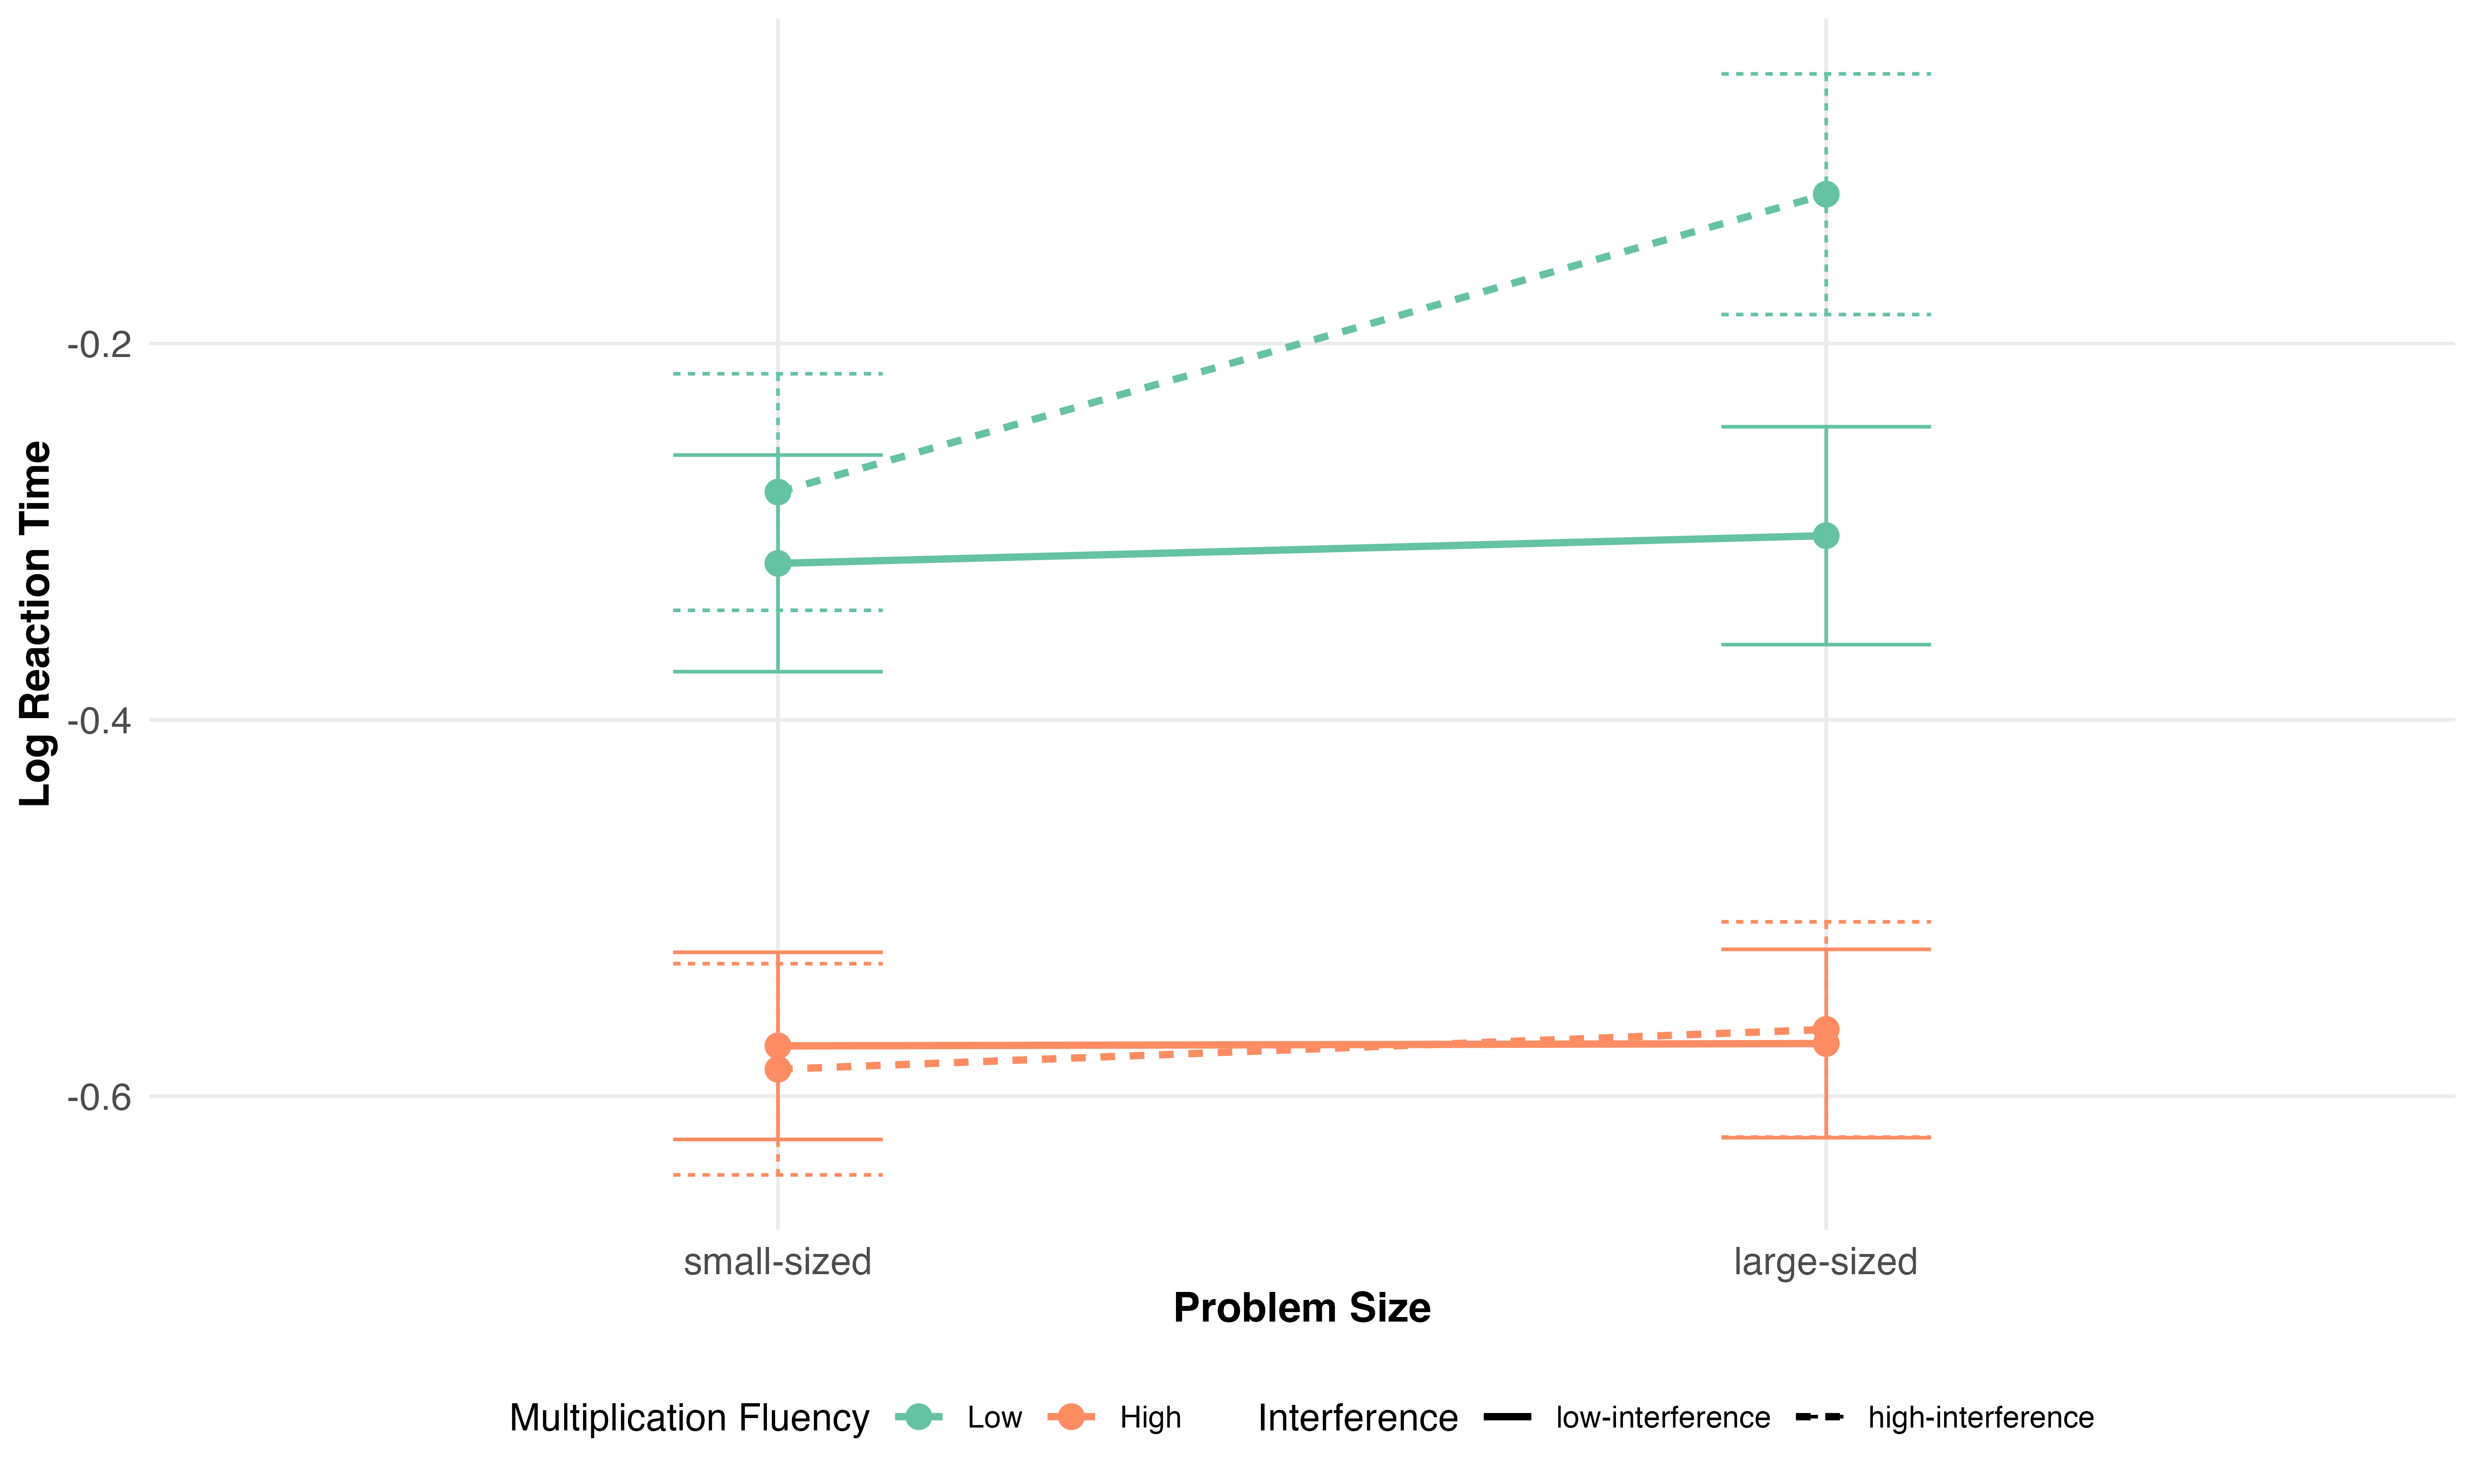 Log Reaction Time
-0.2
-0.4
-0.6
small-sized
large-sized
Problem Size
Multiplication Fluency Low High Interference low-interference high-interference